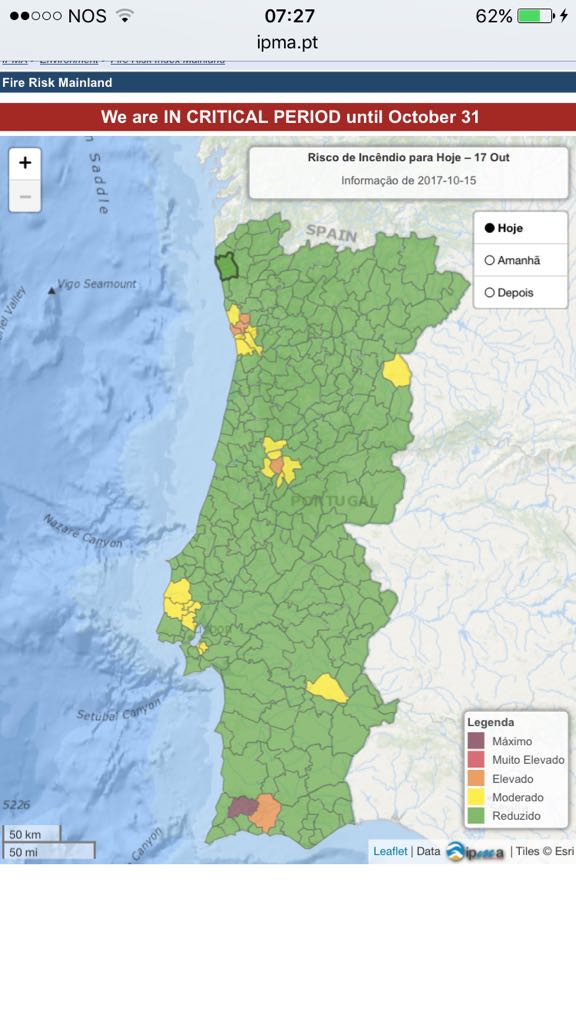 NOS 07:27 62%
ipma.pt
IPMA > Environment > Fire Risk Index Mainland
Fire Risk Mainland
We are IN CRITICAL PERIOD until October 31
+
−
Risco de Incêndio para Hoje – 17 Out
Informação de 2017-10-15
Hoje
Amanhã
Depois
Saddle
SPAIN
Vigo Seamount
Valley
PORTUGAL
Nazaré Canyon
Setubal Canyon
Canyon
5226
Legenda
Máximo
Muito Elevado
Elevado
Moderado
Reduzido
50 km
50 mi
Leaflet | Data ipma | Tiles © Esri